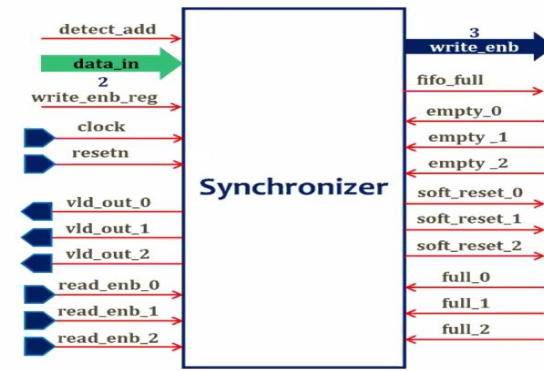 detect_add
data_in
2
write_enb_reg
clock
resetn
vld_out_0
vld_out_1
vld_out_2
read_enb_0
read_enb_1
read_enb_2
Synchronizer
3
write_enb
fifo_full
empty_0
empty _1
empty _2
soft_reset_0
soft_reset_1
soft_reset_2
full_0
full_1
full_2